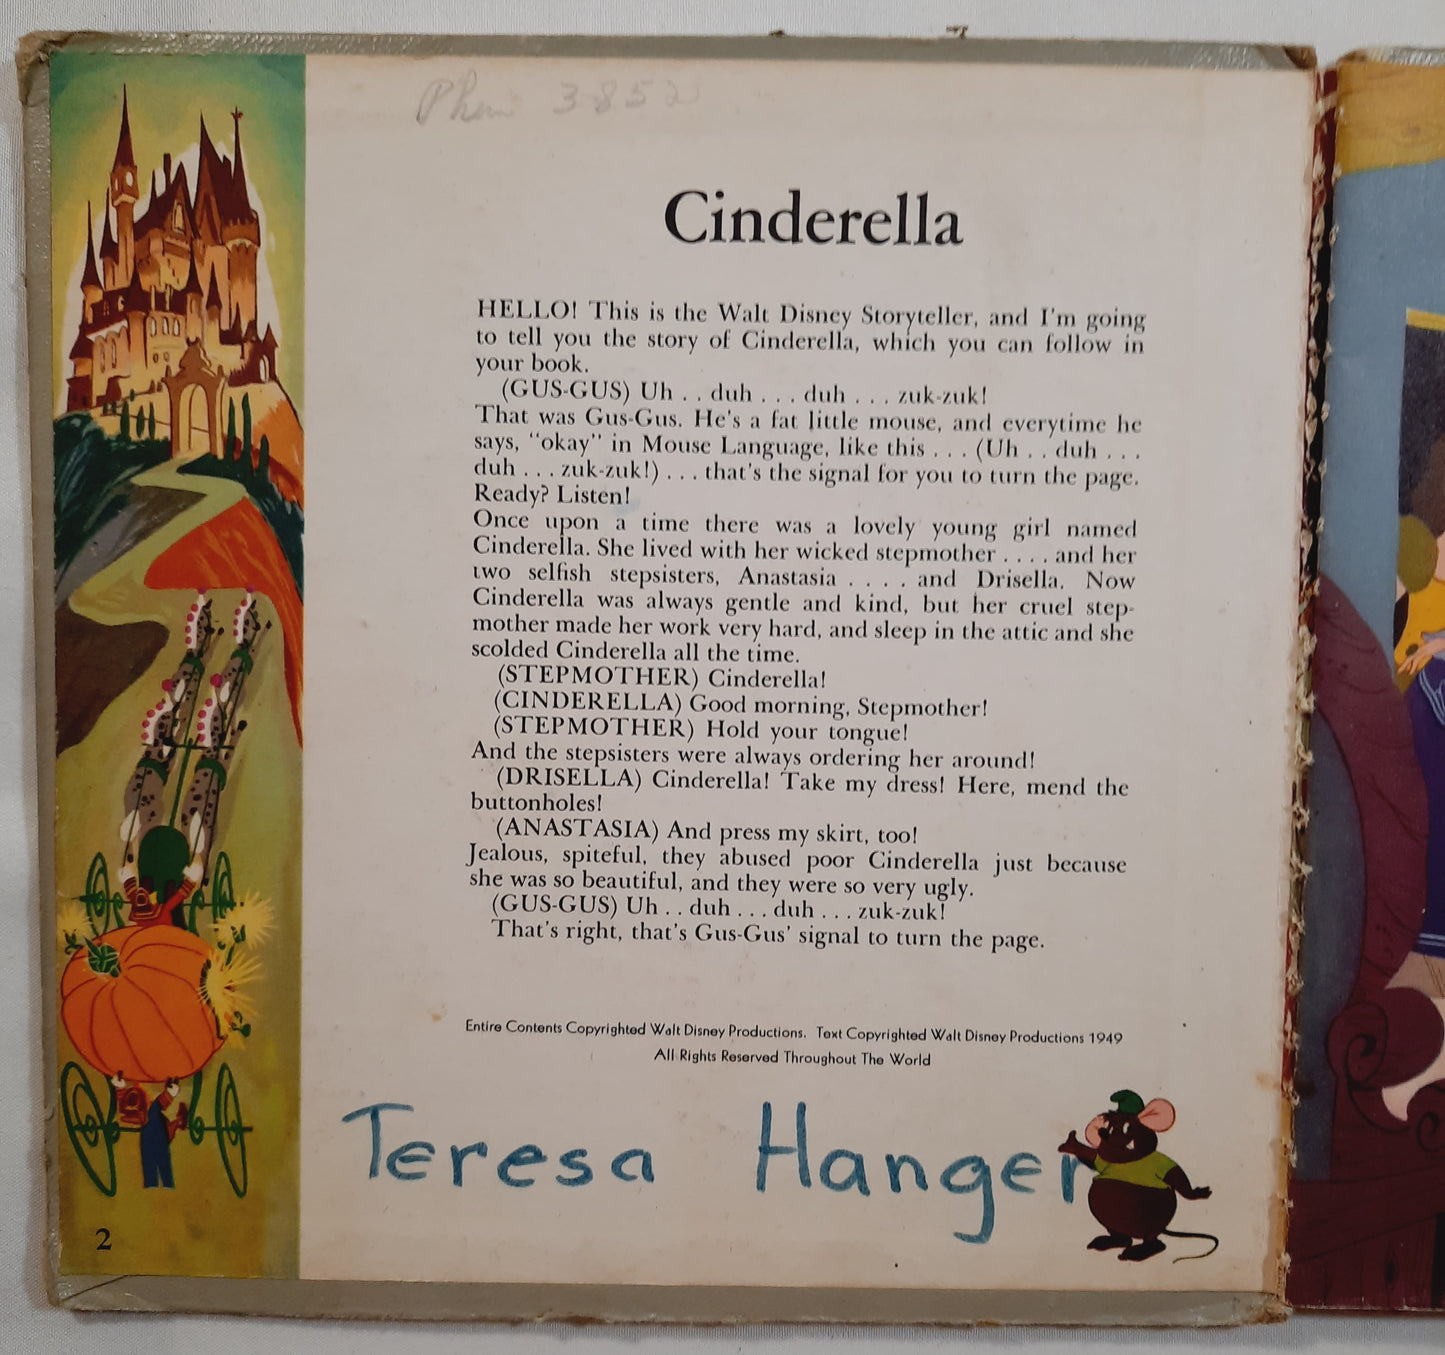 3852
Cinderella
HELLO! This is the Walt Disney Storyteller, and I'm going
to tell you the story of Cinderella, which you can follow in
your book.
(GUS-GUS) Uh . . duh . . . duh . . . zuk-zuk!
That was Gus-Gus. He's a fat little mouse, and everytime he
says, "okay" in Mouse Language, like this . . . (Uh . . duh . . .
duh . . . zuk-zuk!) . . . that's the signal for you to turn the page.
Ready? Listen!
Once upon a time there was a lovely young girl named
Cinderella. She lived with her wicked stepmother . . . . and her
two selfish stepsisters, Anastasia . . . . and Drisella. Now
Cinderella was always gentle and kind, but her cruel step-
mother made her work very hard, and sleep in the attic and she
scolded Cinderella all the time.
(STEPMOTHER) Cinderella!
(CINDERELLA) Good morning, Stepmother!
(STEPMOTHER) Hold your tongue!
And the stepsisters were always ordering her around!
(DRISELLA) Cinderella! Take my dress! Here, mend the
buttonholes!
(ANASTASIA) And press my skirt, too!
Jealous, spiteful, they abused poor Cinderella just because
she was so beautiful, and they were so very ugly.
(GUS-GUS) Uh . . duh . . . duh . . . zuk-zuk!
That's right, that's Gus-Gus' signal to turn the page.
Entire Contents Copyrighted Walt Disney Productions. Text Copyrighted Walt Disney Productions 1949
All Rights Reserved Throughout The World
Teresa Hanger
2